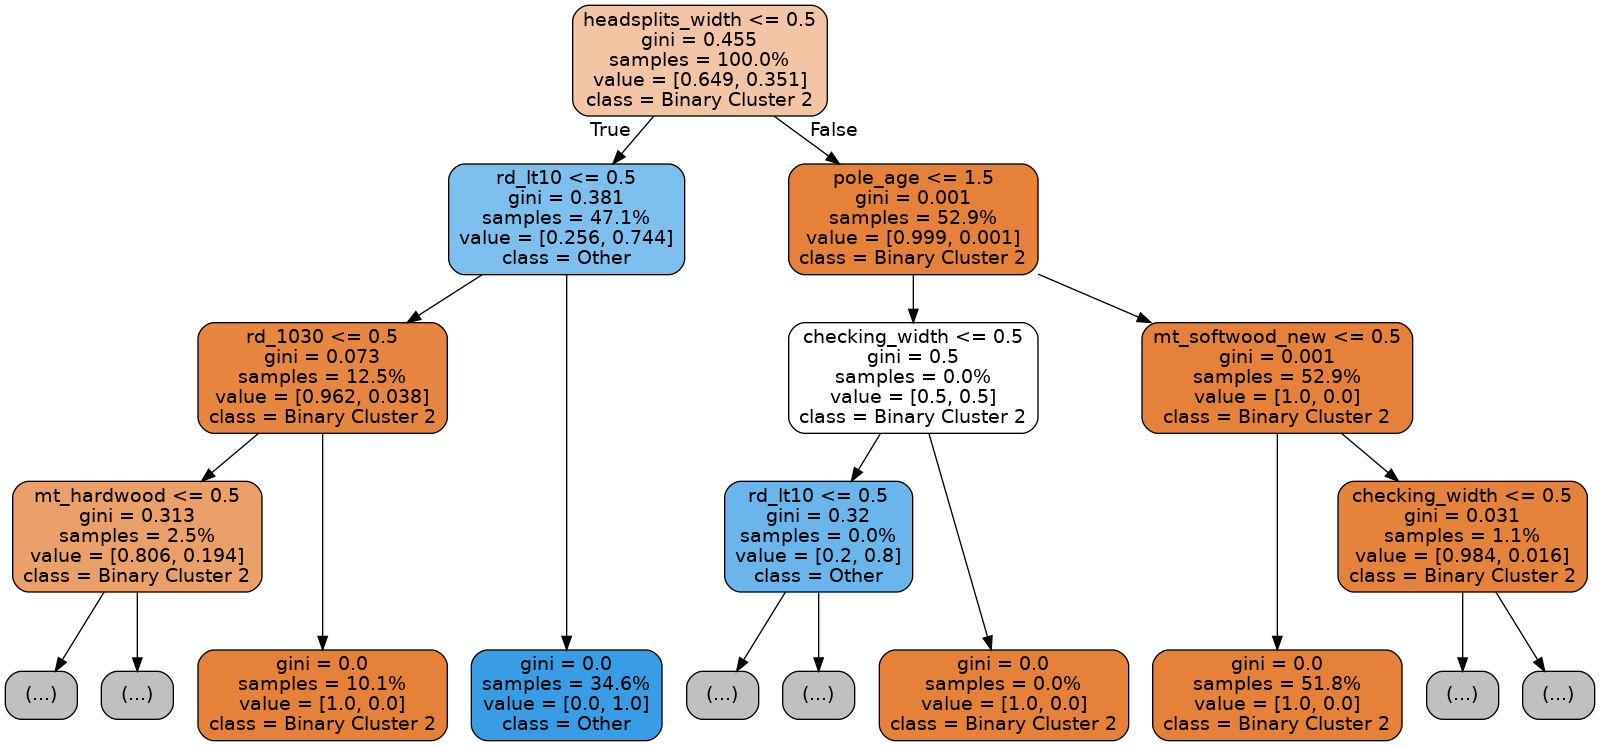 headsplits_width <= 0.5
gini = 0.455
samples = 100.0%
value = [0.649, 0.351]
class = Binary Cluster 2
True
False
rd_lt10 <= 0.5
gini = 0.381
samples = 47.1%
value = [0.256, 0.744]
class = Other
pole_age <= 1.5
gini = 0.001
samples = 52.9%
value = [0.999, 0.001]
class = Binary Cluster 2
rd_1030 <= 0.5
gini = 0.073
samples = 12.5%
value = [0.962, 0.038]
class = Binary Cluster 2
checking_width <= 0.5
gini = 0.5
samples = 0.0%
value = [0.5, 0.5]
class = Binary Cluster 2
mt_softwood_new <= 0.5
gini = 0.001
samples = 52.9%
value = [1.0, 0.0]
class = Binary Cluster 2
mt_hardwood <= 0.5
gini = 0.313
samples = 2.5%
value = [0.806, 0.194]
class = Binary Cluster 2
rd_lt10 <= 0.5
gini = 0.32
samples = 0.0%
value = [0.2, 0.8]
class = Other
checking_width <= 0.5
gini = 0.031
samples = 1.1%
value = [0.984, 0.016]
class = Binary Cluster 2
(...)
(...)
gini = 0.0
samples = 10.1%
value = [1.0, 0.0]
class = Binary Cluster 2
gini = 0.0
samples = 34.6%
value = [0.0, 1.0]
class = Other
(...)
(...)
gini = 0.0
samples = 0.0%
value = [1.0, 0.0]
class = Binary Cluster 2
gini = 0.0
samples = 51.8%
value = [1.0, 0.0]
class = Binary Cluster 2
(...)
(...)